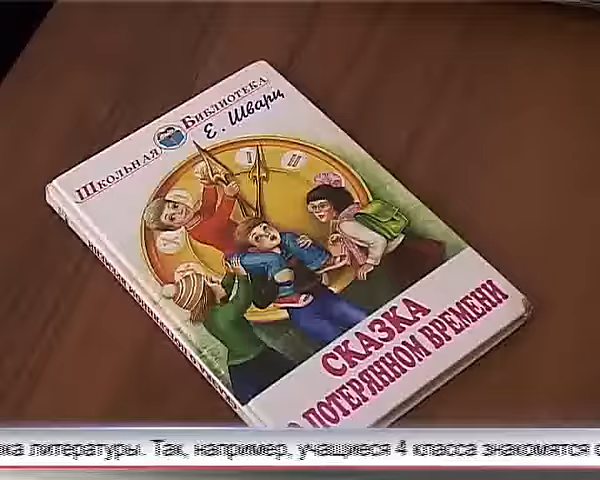 Школьная Библиотека
Е. Шварц
СКАЗКА
О ПОТЕРЯННОМ ВРЕМЕНИ
литературы. Так, например, учащиеся 4 класса знакомятся с